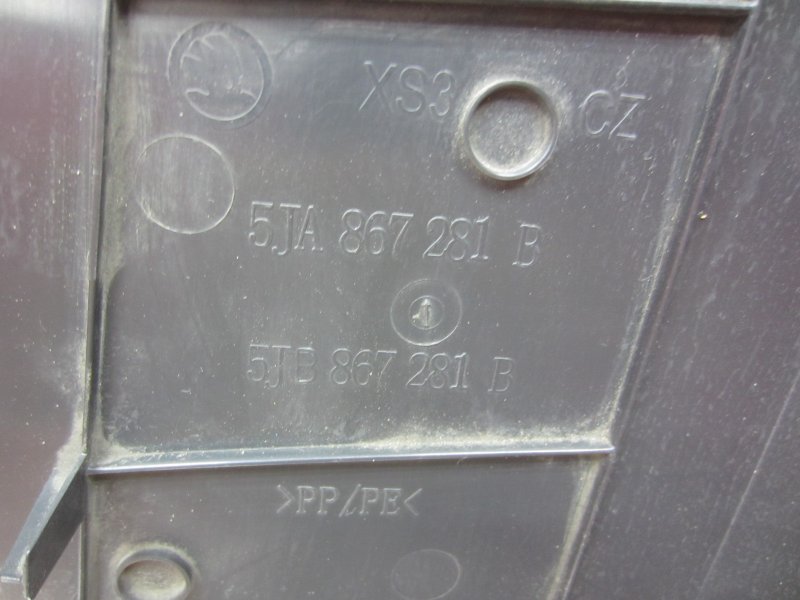 XS3 CZ
5JA 867 281 B
5JB 867 281 B
>PP/PE<